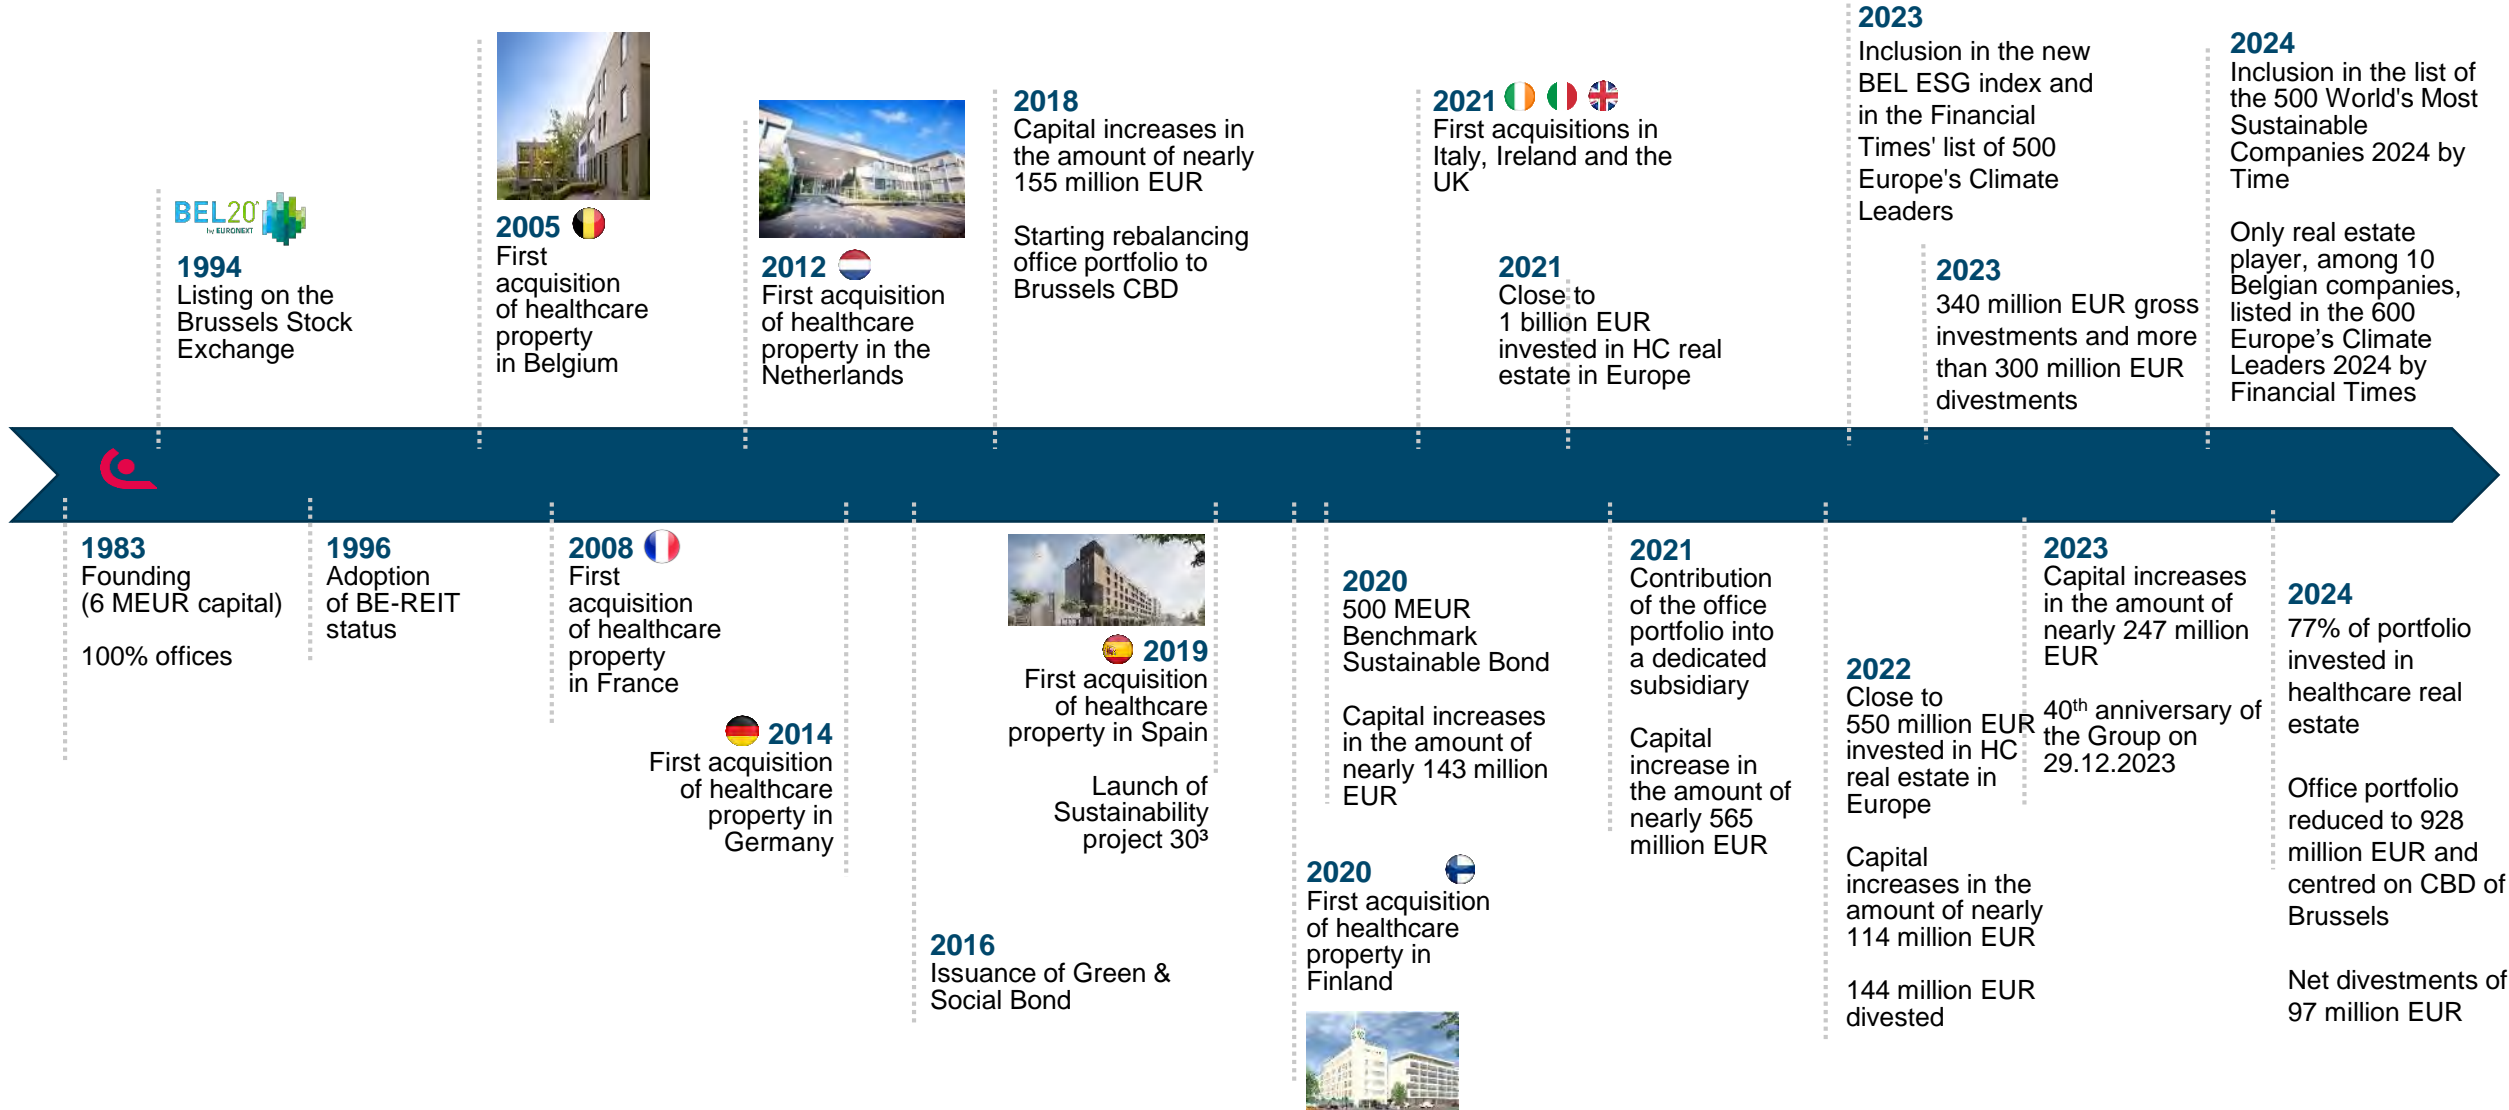 BEL20
by EURONEXT
1994
Listing on the
Brussels Stock
Exchange
2005
First
acquisition
of healthcare
property
in Belgium
2012
First acquisition
of healthcare
property in the
Netherlands
2018
Capital increases in
the amount of nearly
155 million EUR
Starting rebalancing
office portfolio to
Brussels CBD
2021
First acquisitions in
Italy, Ireland and the
UK
2021
Close to
1 billion EUR
invested in HC real
estate in Europe
2023
Inclusion in the new
BEL ESG index and
in the Financial
Times' list of 500
Europe's Climate
Leaders
2023
340 million EUR gross
investments and more
than 300 million EUR
divestments
2024
Inclusion in the list of
the 500 World's Most
Sustainable
Companies 2024 by
Time
Only real estate
player, among 10
Belgian companies,
listed in the 600
Europe’s Climate
Leaders 2024 by
Financial Times
1983
Founding
(6 MEUR capital)
100% offices
1996
Adoption
of BE-REIT
status
2008
First
acquisition
of healthcare
property
in France
2014
First acquisition
of healthcare
property in
Germany
2016
Issuance of Green &
Social Bond
2019
First acquisition
of healthcare
property in Spain
Launch of
Sustainability
project 30³
2020
First acquisition
of healthcare
property in
Finland
2020
500 MEUR
Benchmark
Sustainable Bond
Capital increases
in the amount of
nearly 143 million
EUR
2021
Contribution
of the office
portfolio into
a dedicated
subsidiary
Capital
increase in
the amount of
nearly 565
million EUR
2022
Close to
550 million EUR
invested in HC
real estate in
Europe
Capital
increases in the
amount of nearly
114 million EUR
144 million EUR
divested
2023
Capital increases
in the amount of
nearly 247 million
EUR
40th anniversary of
the Group on
29.12.2023
2024
77% of portfolio
invested in
healthcare real
estate
Office portfolio
reduced to 928
million EUR and
centred on CBD of
Brussels
Net divestments of
97 million EUR